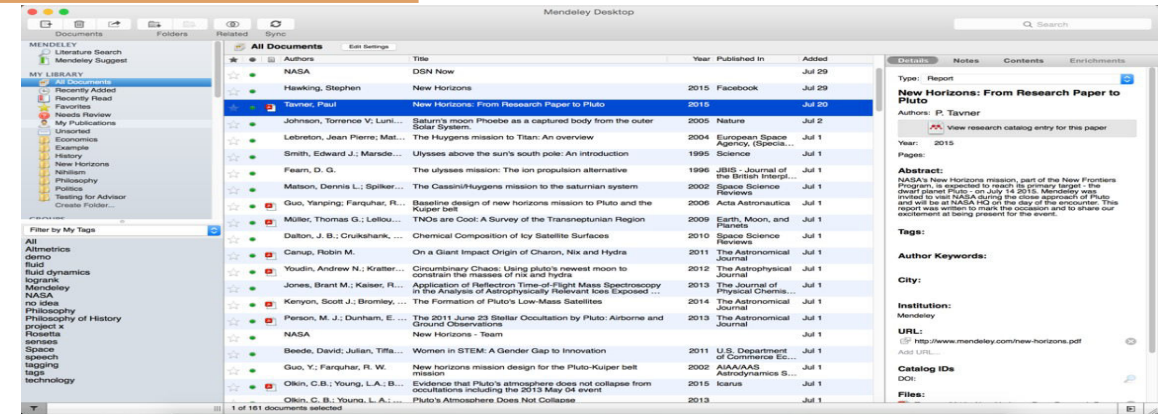 Mendeley Desktop
Documents Folders Related Sync
Search
MENDELEY
Literature Search
Mendeley Suggest
MY LIBRARY
All Documents
Recently Added
Recently Read
Favorites
Needs Review
My Publications
Unsorted
Economics
Example
History
New Horizons
Nihilism
Philosophy
Politics
Testing for Advisor
Create Folder...
GROUPS
Filter by My Tags
All
Altmetrics
demo
fluid
fluid dynamics
logrank
Mendeley
NASA
no idea
Philosophy
Philosophy of History
project x
Rosetta
senses
Space
speech
tagging
tags
technology
All Documents Edit Settings
Authors Title Year Published In Added
NASA DSN Now Jul 29
Hawking, Stephen New Horizons 2015 Facebook Jul 29
Tavner, Paul New Horizons: From Research Paper to Pluto 2015 Jul 20
Johnson, Torrence V; Luni... Saturn's moon Phoebe as a captured body from the outer 2005 Nature Jul 2
Solar System.
Lebreton, Jean Pierre; Mat... The Huygens mission to Titan: An overview 2004 European Space Jul 1
Agency, (Specia...
Smith, Edward J.; Marsde... Ulysses above the sun's south pole: An introduction 1995 Science Jul 1
Fearn, D. G. The ulysses mission: The ion propulsion alternative 1996 JBIS - Journal of Jul 1
the British Interpl...
Matson, Dennis L.; Spilker... The Cassini/Huygens mission to the saturnian system 2002 Space Science Jul 1
Reviews
Guo, Yanping; Farquhar, R... Baseline design of new horizons mission to Pluto and the 2006 Acta Astronautica Jul 1
Kuiper belt
Müller, Thomas G.; Lellou... TNOs are Cool: A Survey of the Transneptunian Region 2009 Earth, Moon, and Jul 1
Planets
Dalton, J. B.; Cruikshank, ... Chemical Composition of Icy Satellite Surfaces 2010 Space Science Jul 1
Reviews
Canup, Robin M. On a Giant Impact Origin of Charon, Nix and Hydra 2011 The Astronomical Jul 1
Journal
Youdin, Andrew N.; Kratter... Circumbinary Chaos: Using pluto's newest moon to 2012 The Astrophysical Jul 1
constrain the masses of nix and hydra Journal
Jones, Brant M.; Kaiser, R... Application of Reflectron Time-of-Flight Mass Spectroscopy 2013 The Journal of Jul 1
in the Analysis of Astrophysically Relevant Ices Exposed ... Physical Chemis...
Kenyon, Scott J.; Bromley, ... The Formation of Pluto's Low-Mass Satellites 2014 The Astronomical Jul 1
Journal
Person, M. J.; Dunham, E. ... The 2011 June 23 Stellar Occultation by Pluto: Airborne and 2013 The Astronomical Jul 1
Ground Observations Journal
NASA New Horizons - Team Jul 1
Beede, David; Julian, Tiffa... Women in STEM: A Gender Gap to Innovation 2011 U.S. Department Jul 1
of Commerce Ec...
Guo, Y.; Farquhar, R. W. New horizons mission design for the Pluto-Kuiper belt 2002 AIAA/AAS Jul 1
mission Astrodynamics S...
Olkin, C.B.; Young, L.A.; B... Evidence that Pluto's atmosphere does not collapse from 2015 Icarus Jul 1
occultations including the 2013 May 04 event
Olkin, C. B.; Young, L. A.; ... Pluto's Atmosphere Does Not Collapse 2013 Jul 1
1 of 161 documents selected
Details Notes Contents Enrichments
Type: Report
New Horizons: From Research Paper to
Pluto
Authors: P. Tavner
View research catalog entry for this paper
Year: 2015
Pages:
Abstract:
NASA's New Horizons mission, part of the New Frontiers
Program, is expected to reach its primary target - the
dwarf planet Pluto - on July 14 2015. Mendeley was
invited to visit NASA during the close approach of Pluto
and will be at NASA HQ on the day of the encounter. This
report was written to mark the occasion and to share our
excitement at being present for the event.
Tags:
Author Keywords:
City:
Institution:
Mendeley
URL:
http://www.mendeley.com/new-horizons.pdf
Add URL...
Catalog IDs
DOI:
Files: